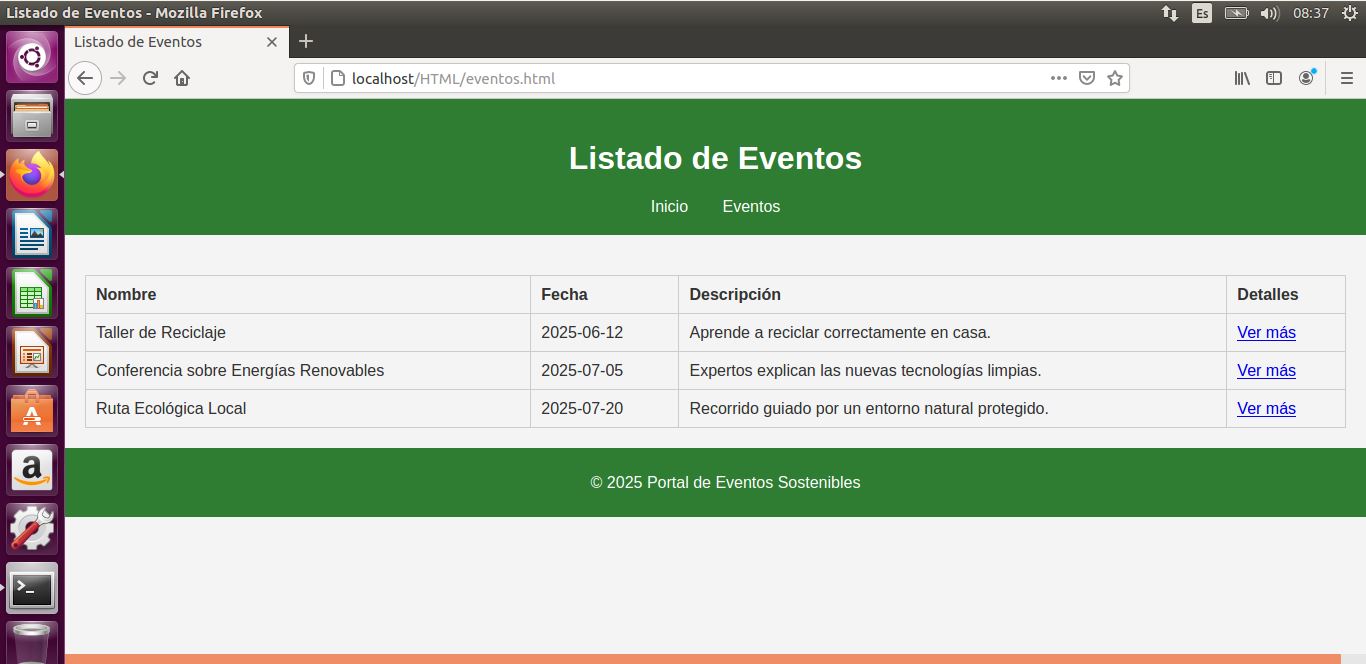 Listado de Eventos - Mozilla Firefox
Es
08:37
Listado de Eventos
localhost/HTML/eventos.html
Listado de Eventos
Inicio Eventos
Nombre Fecha Descripción Detalles
Taller de Reciclaje 2025-06-12 Aprende a reciclar correctamente en casa. Ver más
Conferencia sobre Energías Renovables 2025-07-05 Expertos explican las nuevas tecnologías limpias. Ver más
Ruta Ecológica Local 2025-07-20 Recorrido guiado por un entorno natural protegido. Ver más
© 2025 Portal de Eventos Sostenibles